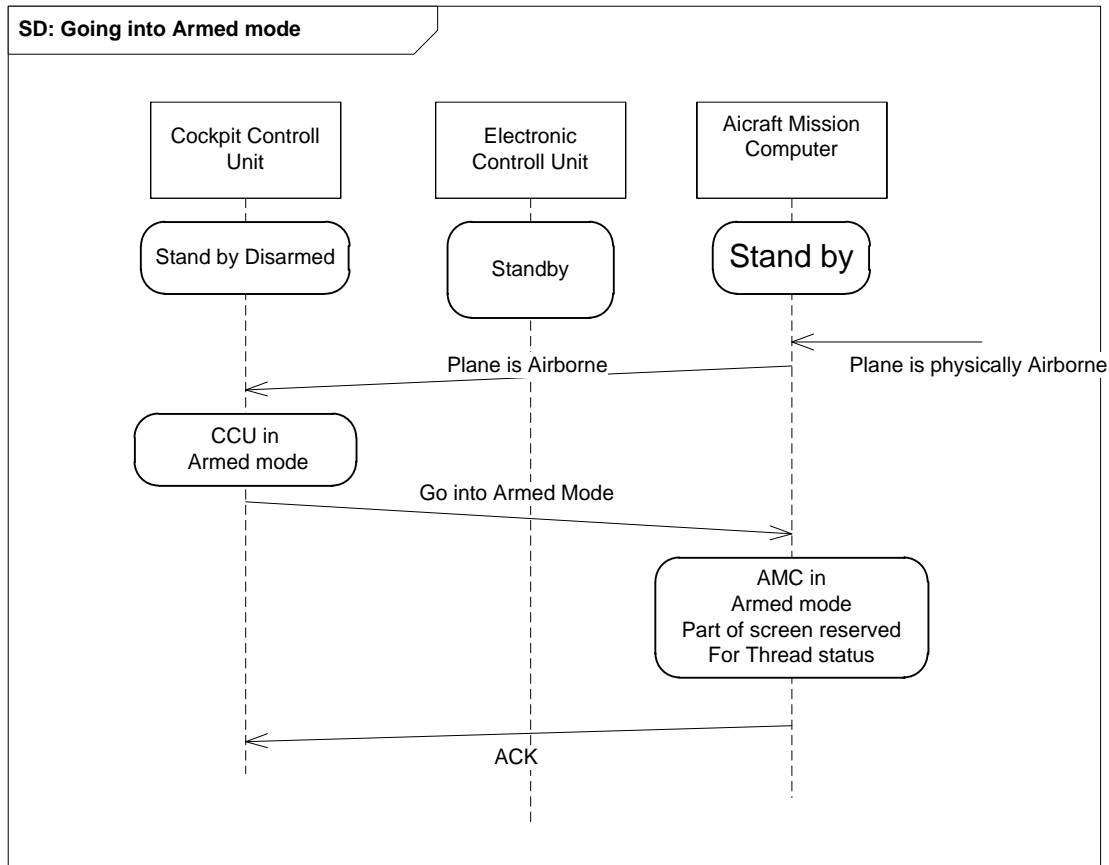 SD: Going into Armed mode
Cockpit Controll
Unit
Electronic
Controll Unit
Aicraft Mission
Computer
Stand by Disarmed
Standby
Stand by
Plane is Airborne
Plane is physically Airborne
CCU in
Armed mode
Go into Armed Mode
AMC in
Armed mode
Part of screen reserved
For Thread status
ACK